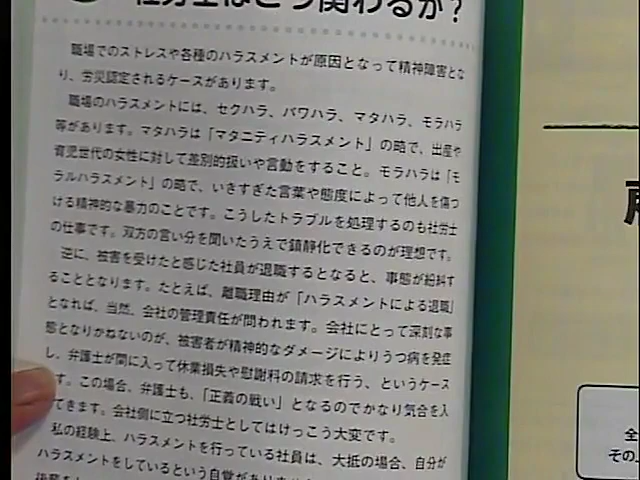 社労士はどう関わるか？
職場でのストレスや各種のハラスメントが原因となって精神障害とな
り、労災認定されるケースがあります。
職場のハラスメントには、セクハラ、パワハラ、マタハラ、モラハラ
等があります。マタハラは「マタニティハラスメント」の略で、出産や
育児世代の女性に対して差別的扱いや言動をすること。モラハラは「モ
ラルハラスメント」の略で、いきすぎた言葉や態度によって他人を傷つ
ける精神的な暴力のことです。こうしたトラブルを処理するのも社労士
の仕事です。双方の言い分を聞いたうえで鎮静化できるのが理想です。
逆に、被害を受けたと感じた社員が退職するとなると、事態が紛糾す
ることとなります。たとえば、離職理由が「ハラスメントによる退職」
となれば、当然、会社の管理責任が問われます。会社にとって深刻な事
態となりかねないのが、被害者が精神的なダメージによりうつ病を発症
し、弁護士が間に入って休業損失や慰謝料の請求を行う、というケース
す。この場合、弁護士も、「正義の戦い」となるのでかなり気合を入
てきます。会社側に立つ社労士としてはけっこう大変です。
私の経験上、ハラスメントを行っている社員は、大抵の場合、自分が
ハラスメントをしているという自覚があり
全
その